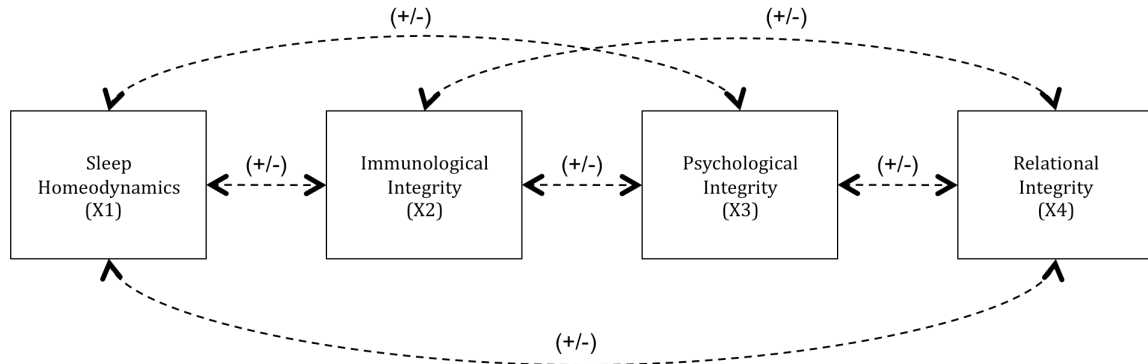 (+/-)
(+/-)
Sleep
Homeodynamics
(X1)
(+/-)
Immunological
Integrity
(X2)
(+/-)
Psychological
Integrity
(X3)
(+/-)
Relational
Integrity
(X4)
(+/-)